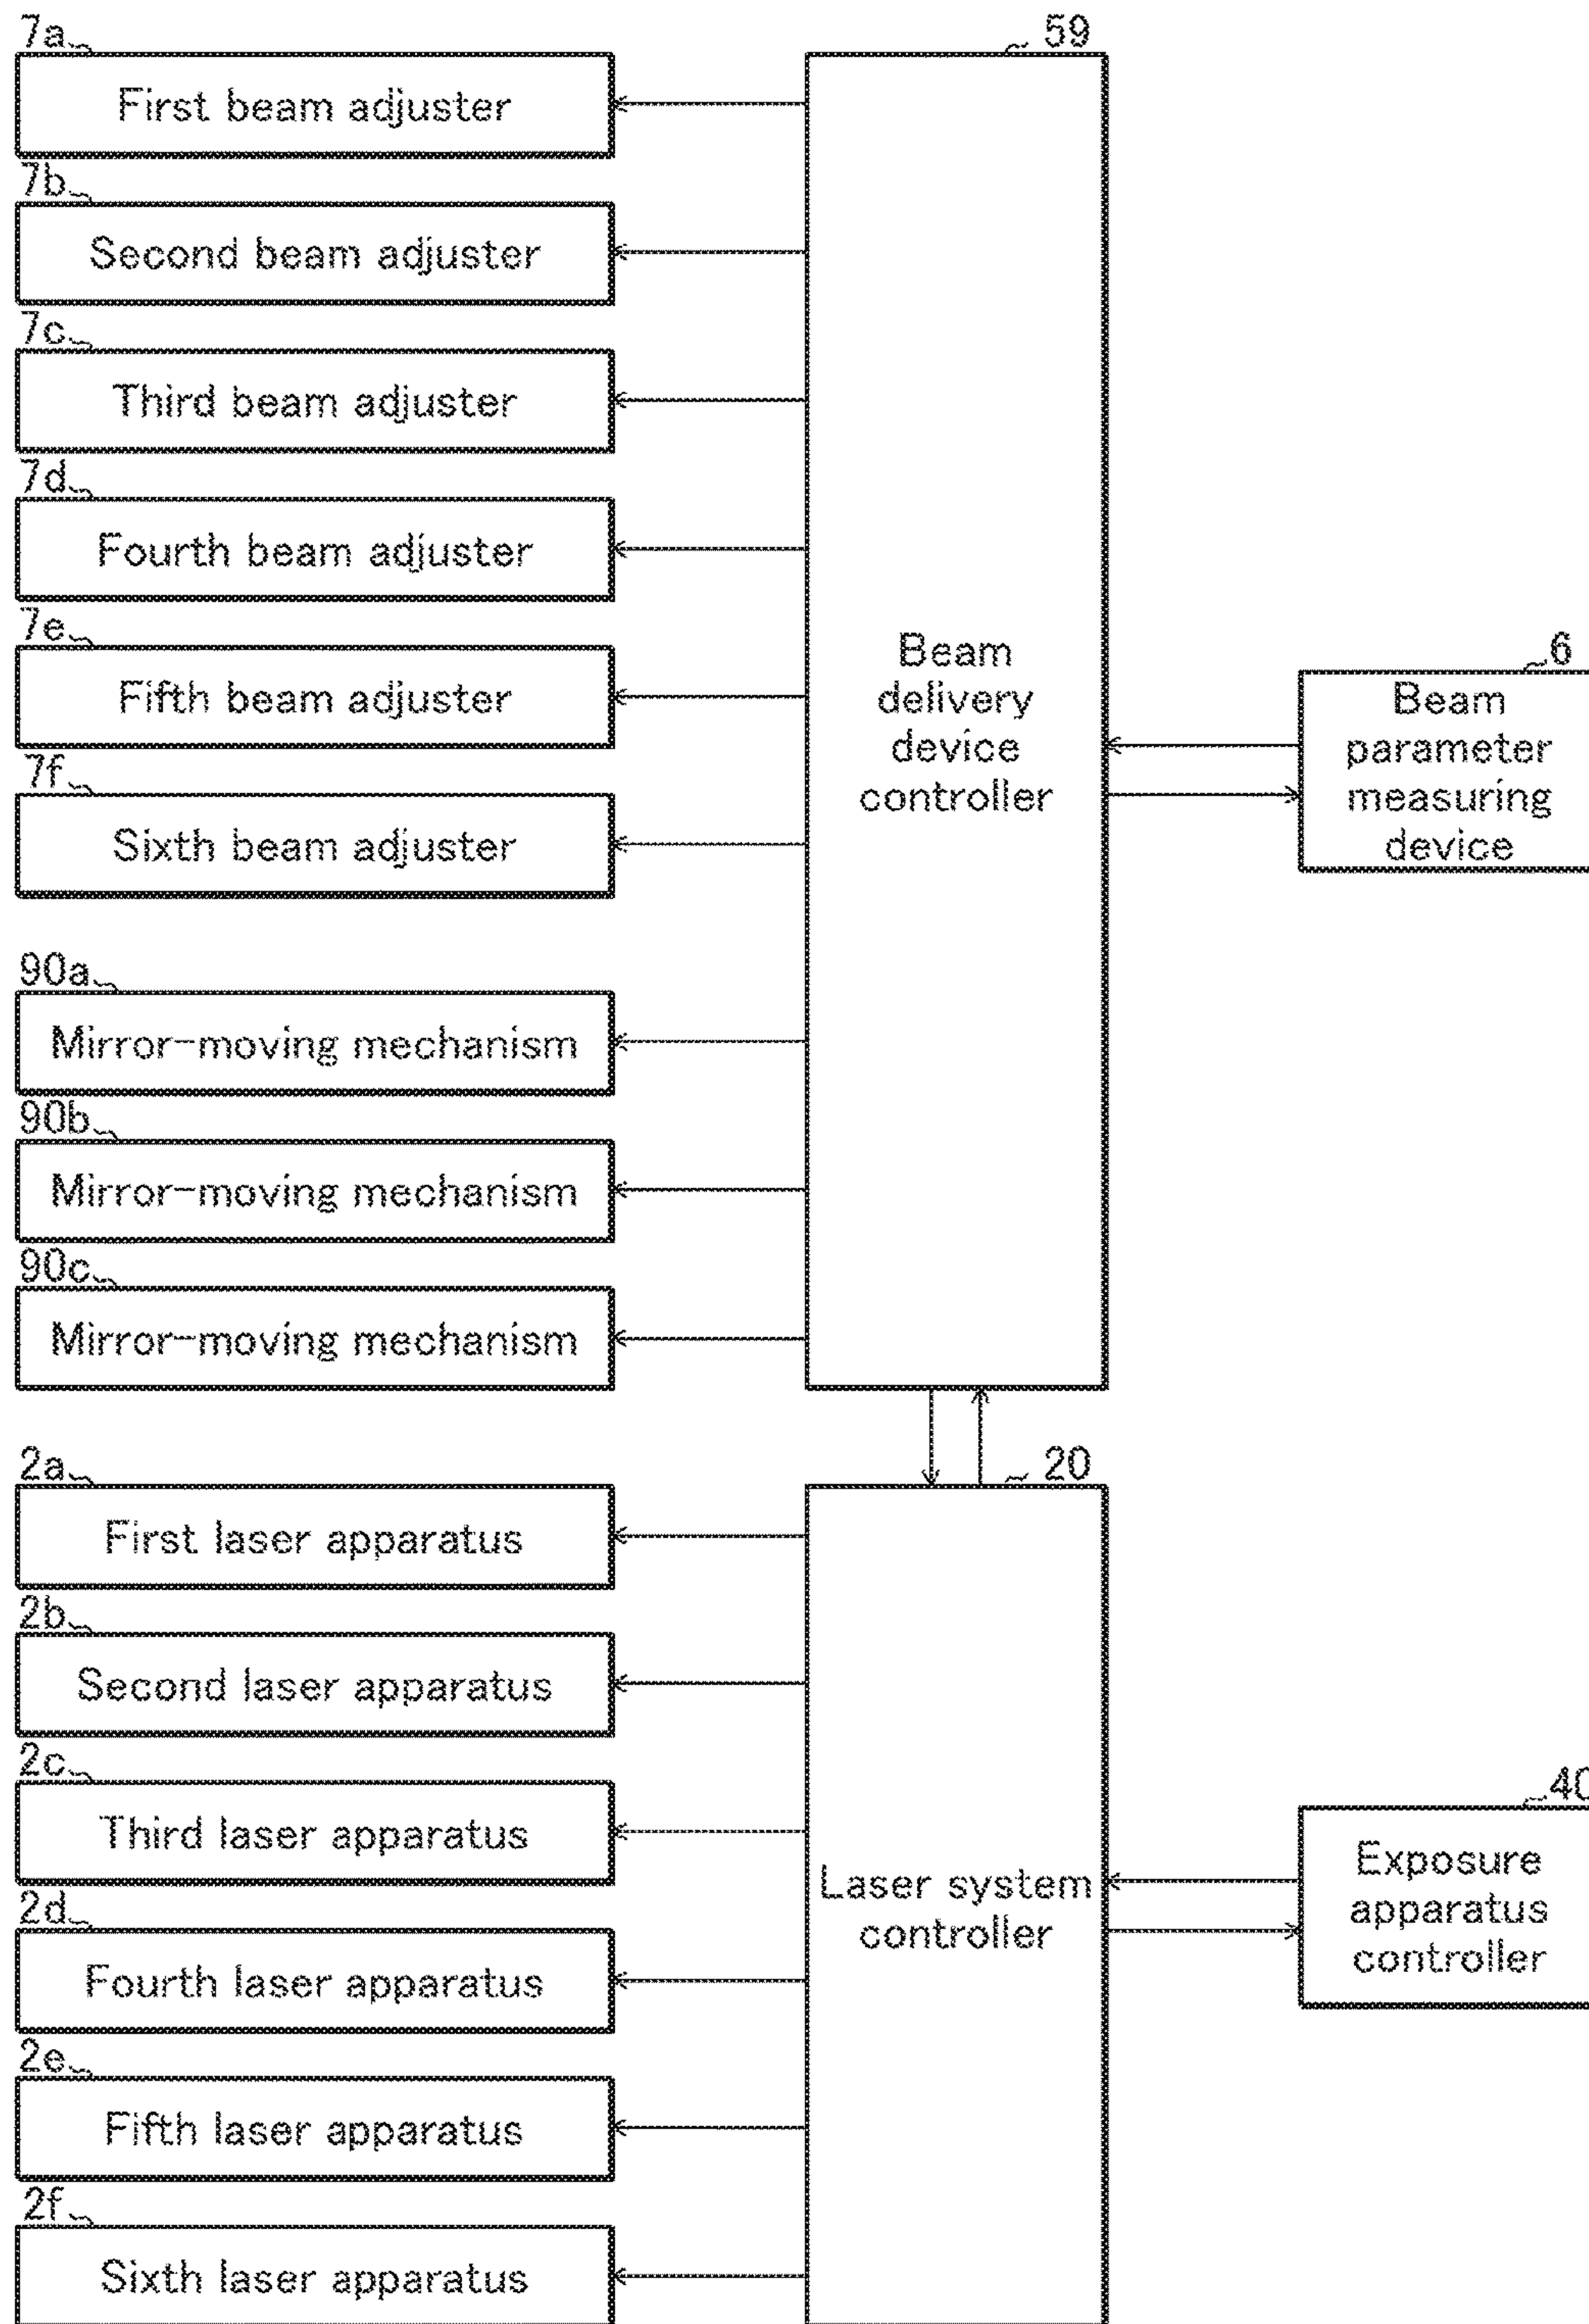 7a
First beam adjuster
7b
Second beam adjuster
7c
Third beam adjuster
7d
Fourth beam adjuster
7e
Fifth beam adjuster
7f
Sixth beam adjuster
90a
Mirror-moving mechanism
90b
Mirror-moving mechanism
90c
Mirror-moving mechanism
59
Beam
delivery
device
controller
6
Beam
parameter
measuring
device
2a
First laser apparatus
2b
Second laser apparatus
2c
Third laser apparatus
2d
Fourth laser apparatus
2e
Fifth laser apparatus
2f
Sixth laser apparatus
20
Laser system
controller
40
Exposure
apparatus
controller